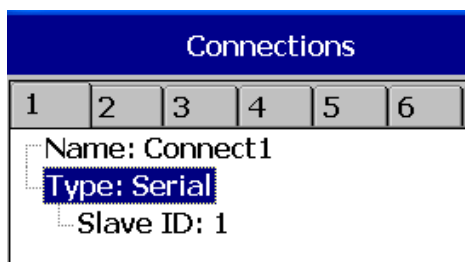 Connections
1 2 3 4 5 6
Name: Connect1
Type: Serial
Slave ID: 1